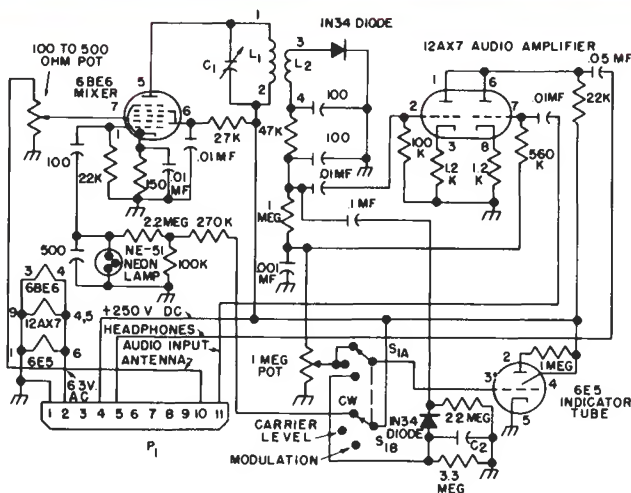 100 TO 500
OHM POT
6BE6
MIXER
5
7
6
1
C1
L1
1
2
3
L2
4
IN34 DIODE
12AX7 AUDIO AMPLIFIER
.05 MF
1
6
2
7
3
8
.01MF
22K
100
22K
150
.01
MF
.01MF
27K
47K
100
100
.01MF
100
K
1.2
K
1.2
K
560
K
1
MEG
.1 MF
.001
MF
2.2MEG
270K
500
NE-51
NEON
LAMP
100K
3
4
6BE6
9
12AX7
4,5
1
6
6E5
6.3V.
AC
+250 V DC
HEADPHONES
AUDIO INPUT
ANTENNA
1 MEG
POT
S1A
CW
S1B
CARRIER
LEVEL
MODULATION
IN34
DIODE
2.2 MEG
C2
3.3
MEG
2
1 MEG
3
4
5
6E5
INDICATOR
TUBE
1 2 3 4 5 6 7 8 9 10 11
P1